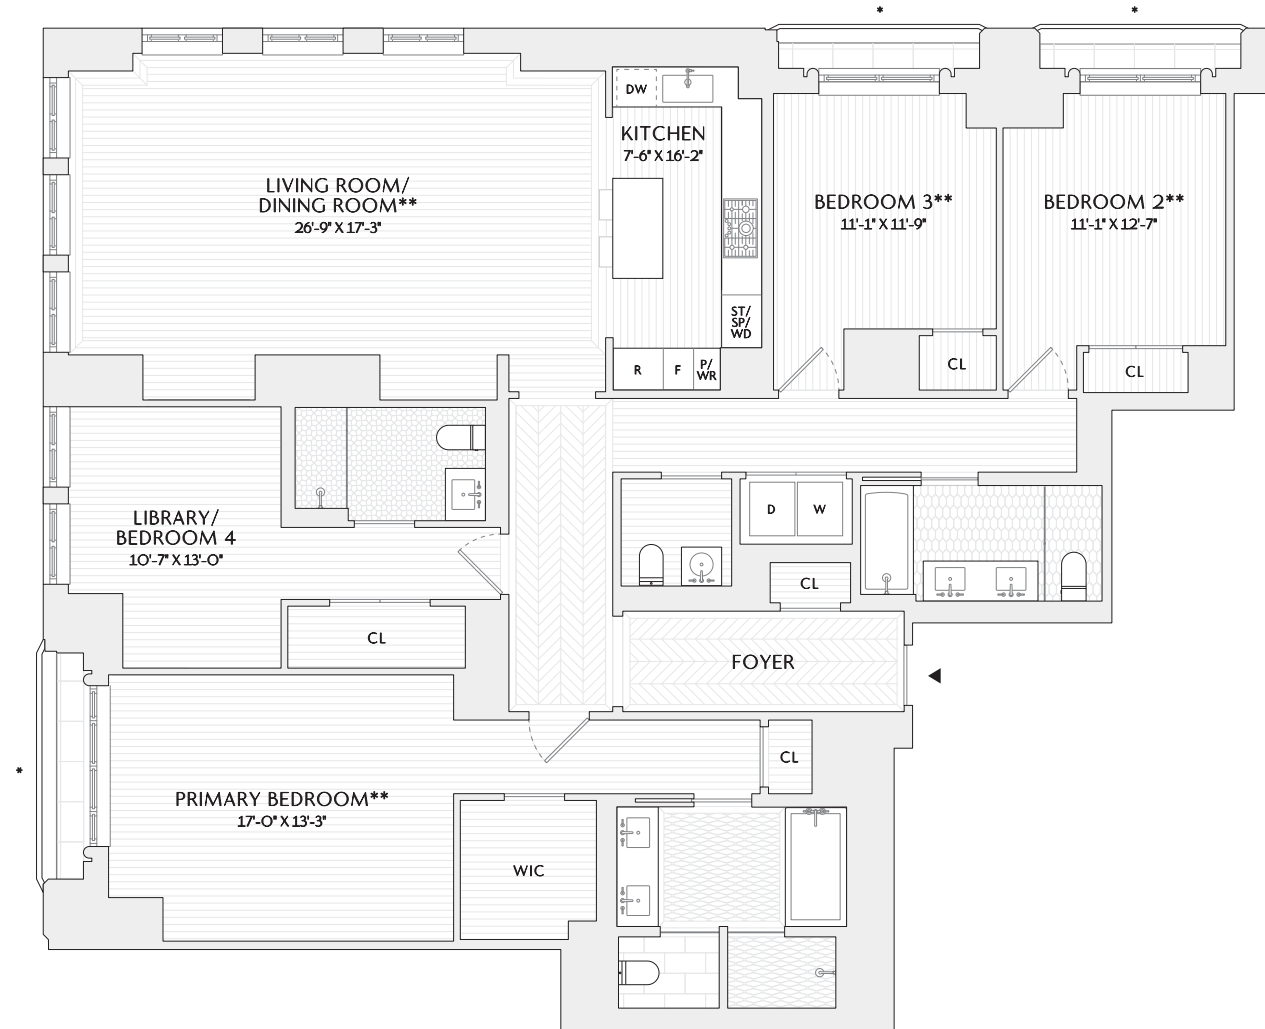 *
*
DW
KITCHEN
7'-6" X 16'-2"
LIVING ROOM/
DINING ROOM**
26'-9" X 17'-3"
BEDROOM 3**
11'-1" X 11'-9"
BEDROOM 2**
11'-1" X 12'-7"
ST/
SP/
WD
R
F
P/
WR
CL
CL
LIBRARY/
BEDROOM 4
10'-7" X 13'-0"
D
W
CL
CL
FOYER
*
CL
PRIMARY BEDROOM**
17'-0" X 13'-3"
WIC